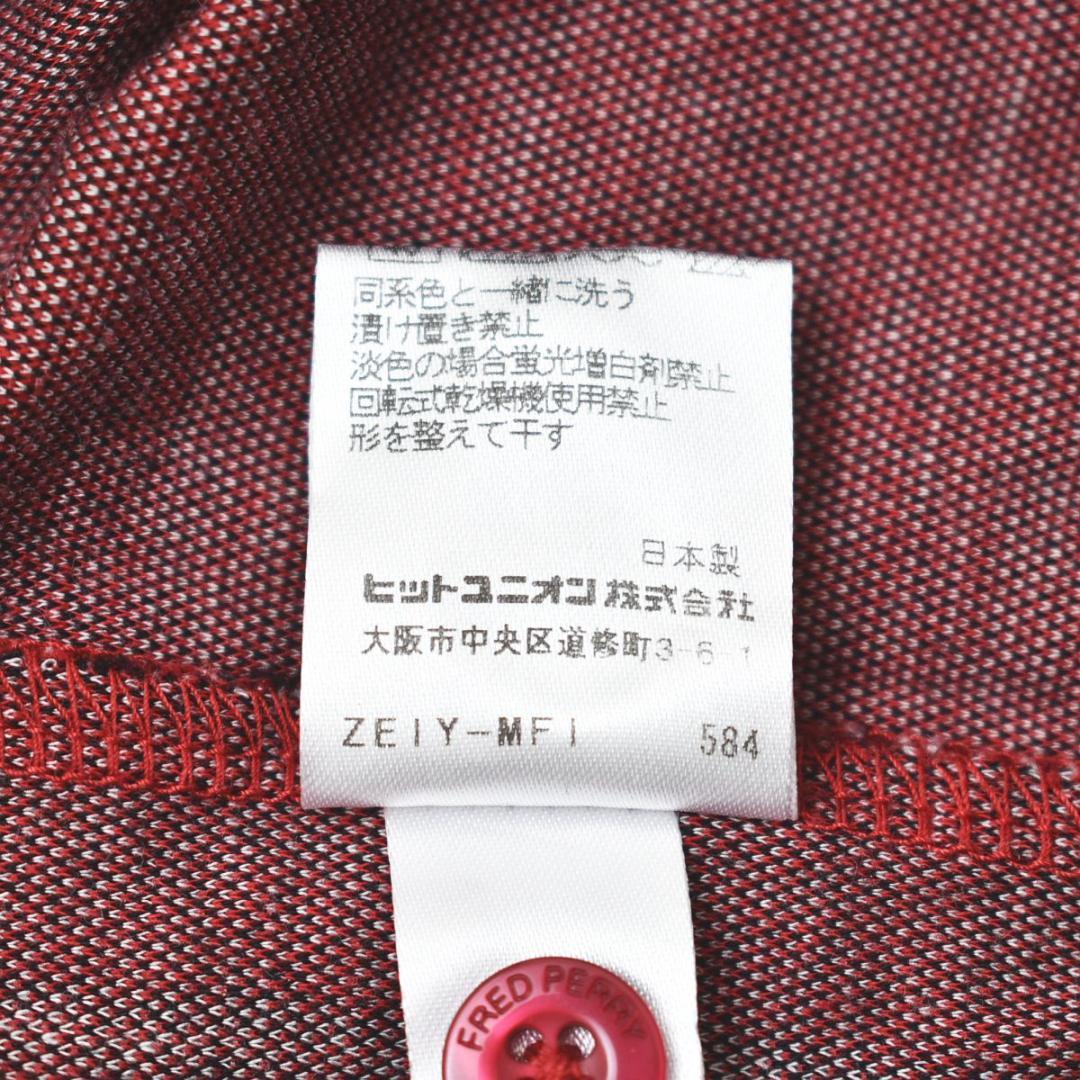 同系色と一緒に洗う
漬け置き禁止
淡色の場合蛍光増白剤禁止
回転式乾燥機使用禁止
形を整えて干す
日本製
ヒットユニオン株式会社
大阪市中央区道修町3-6-1
ZEIY-MFI 584
FRED PERRY